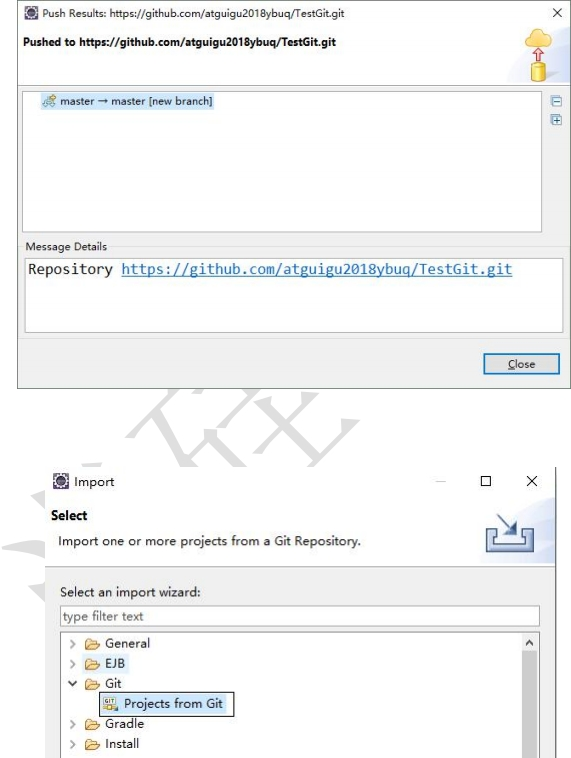 Push Results: https://github.com/atguigu2018ybuq/TestGit.git
Pushed to https://github.com/atguigu2018ybuq/TestGit.git
master → master [new branch]
Message Details
Repository https://github.com/atguigu2018ybuq/TestGit.git
Close
Import
Select
Import one or more projects from a Git Repository.
Select an import wizard:
type filter text
General
EJB
Git
Projects from Git
Gradle
Install